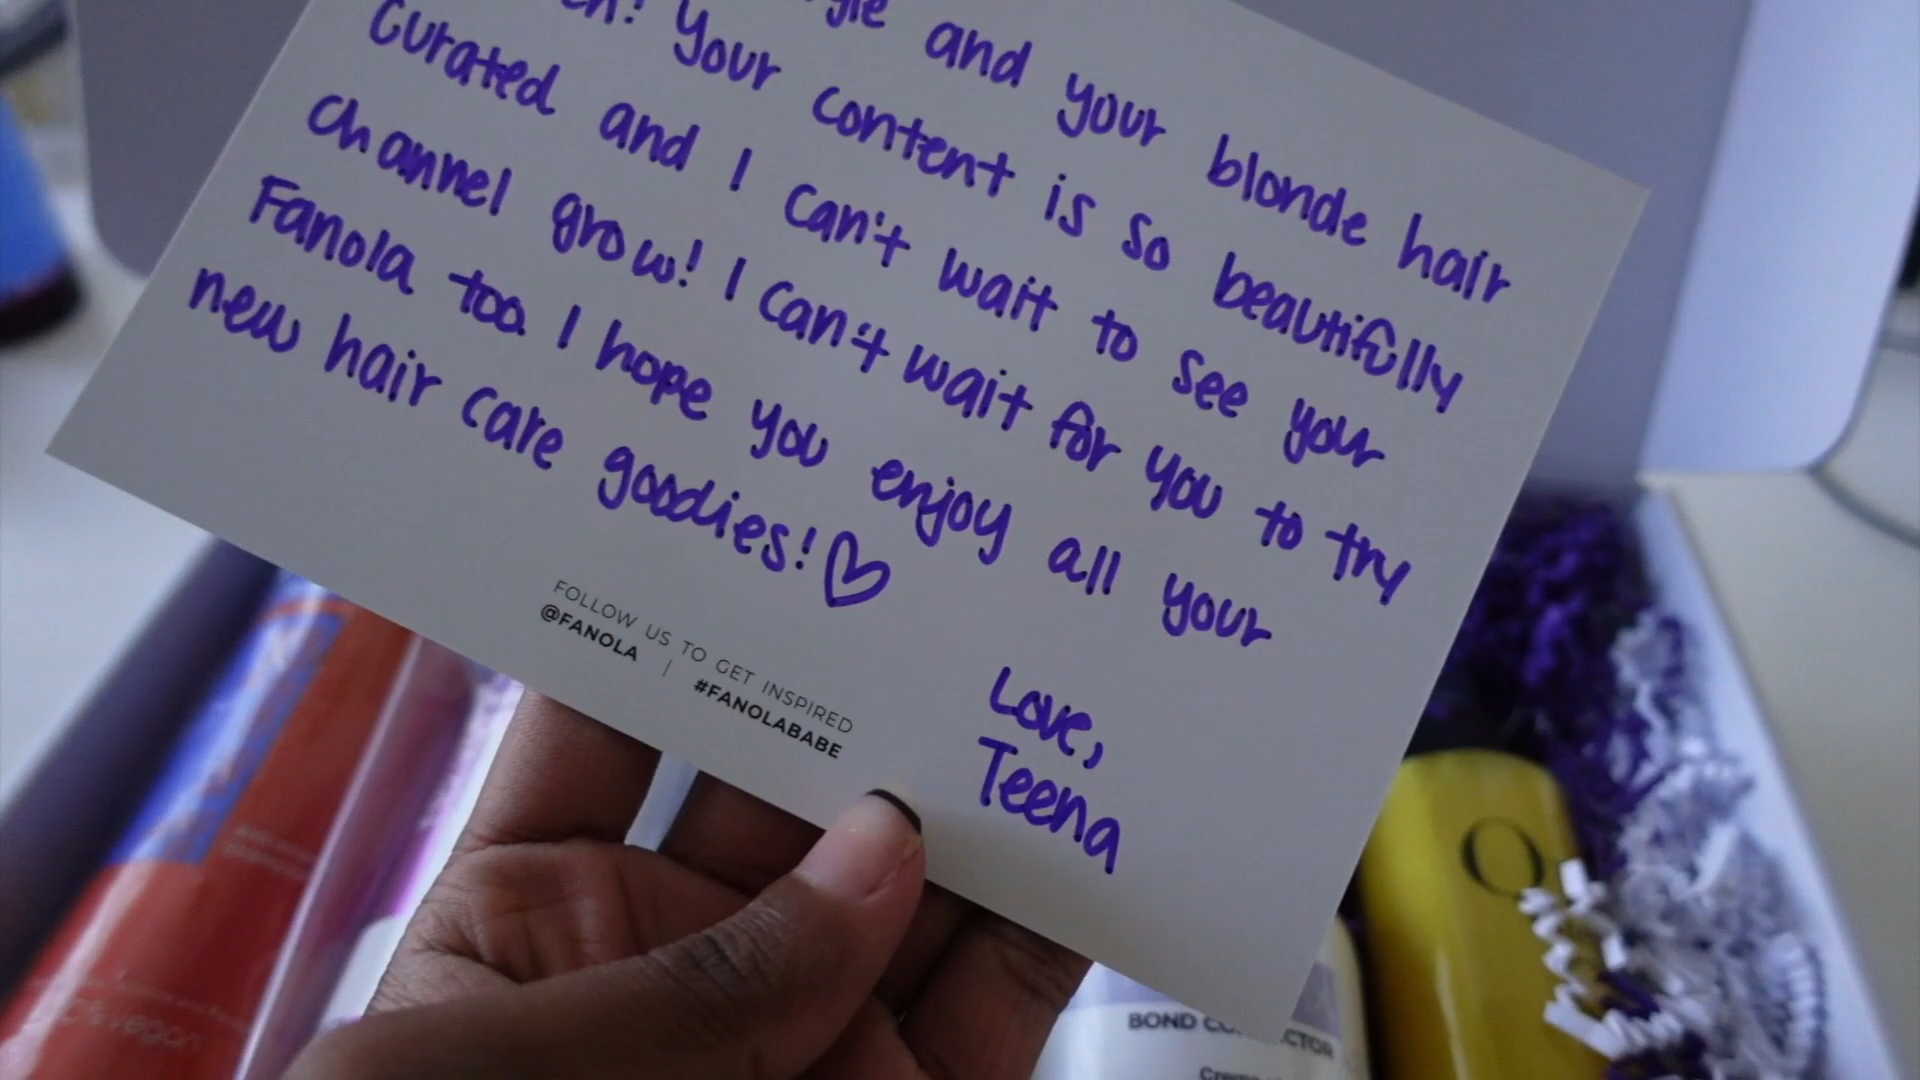 and your blonde hair
Your content is so beautifully
curated and I can't wait to see your
channel grow! I can't wait for you to try
Fanola too. I hope you enjoy all your
new hair care goodies! ♡
Love,
Teena
FOLLOW US TO GET INSPIRED
@FANOLA | #FANOLABABE
O
vegan
BOND